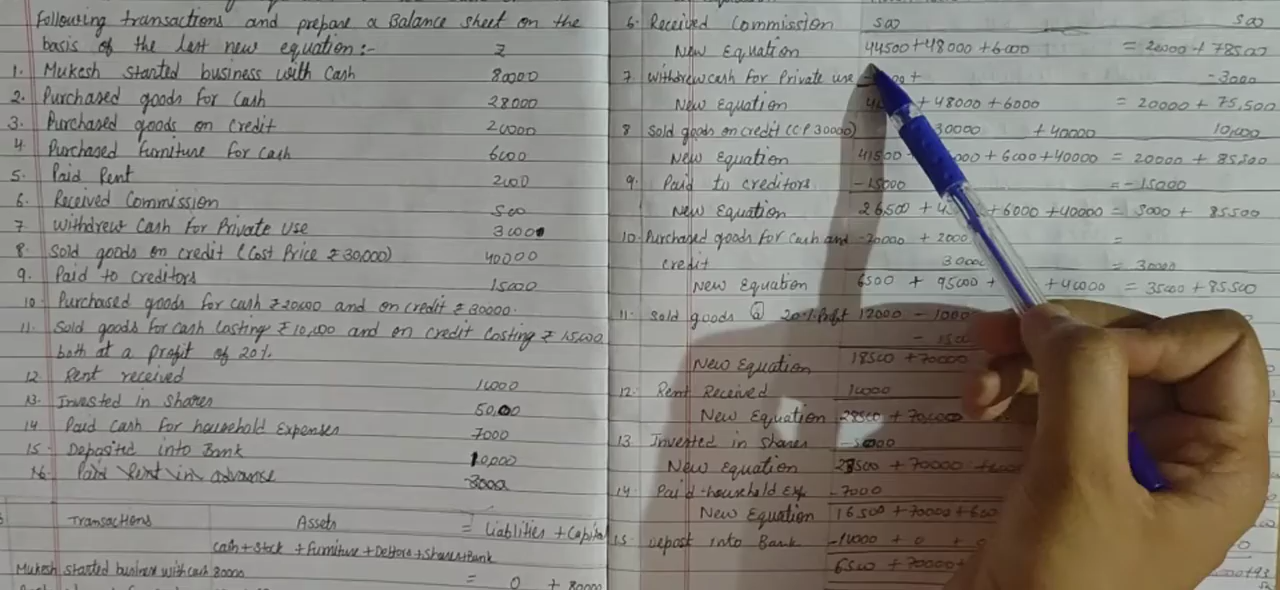 Following transactions and prepare a Balance sheet on the
basis of the last new equation:-
1. Mukesh started business with Cash 80000
2. Purchased goods for cash 28000
3. Purchased goods on credit 20000
4. Purchased furniture for cash 6000
5. Paid Rent 2000
6. Received Commission 500
7 Withdrew Cash for Private Use 3000
8. Sold goods on credit (Cost Price ₹ 30,000) 40000
9. Paid to creditors 15000
10. Purchased goods for cash ₹20000 and on credit ₹ 30000.
11. Sold goods for cash Costing ₹10,000 and on credit Costing ₹ 15,000
both at a profit of 20%
12 Rent received 10000
13. Invested in Shares
14 Paid cash for household Expenses 7000
15. Deposited into Bank 10,000
16. Paid Rent in advance 3000
Transactions Assets = Liablities + Capital
Cash + Stock + Furniture + Debtors + Shares + Bank
Mukesh started business with cash 80000 = 0 + 80000
6. Received Commission 500 500
New Equation 44500+48000+6000 = 20000 + 78500
7 Withdrew cash for Private use -3000
New Equation + 48000+6000 = 20000 + 75,500
8 Sold goods on credit (CP 30000) 30000 +40000 10,000
New Equation 41500 + 6000+40000 = 20000 + 85500
9. Paid to creditors -15000 = -15000
New Equation 26,500 + +6000 +40000 = 5000 + 85500
10. Purchased goods for cash and -20000 =
credit = 30000
New Equation 6500 + 95000 + 40000 = 35000 + 85500
11. Sold goods @ 20% Profit 12000
New Equation 18500 +70000
12. Rent Received 10000
New Equation 28500 + 70000
13 Invested in shares
New Equation + 70000
14 Paid household Exp -7000
New Equation 16500 + 70000
15. Deposit into Bank -10000 + 0
6500 + 70000+